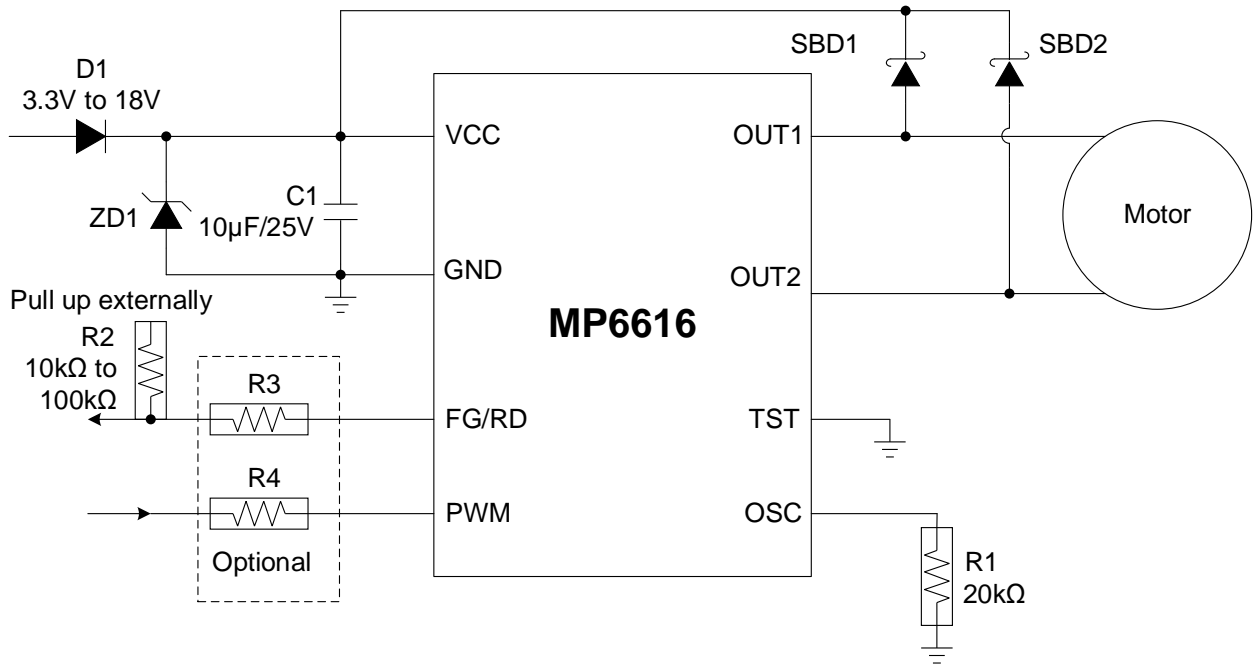 D1
3.3V to 18V
SBD1
SBD2
VCC
OUT1
ZD1
C1
10µF/25V
Motor
GND
OUT2
MP6616
Pull up externally
R2
10kΩ to
100kΩ
R3
FG/RD
TST
R4
PWM
OSC
Optional
R1
20kΩ